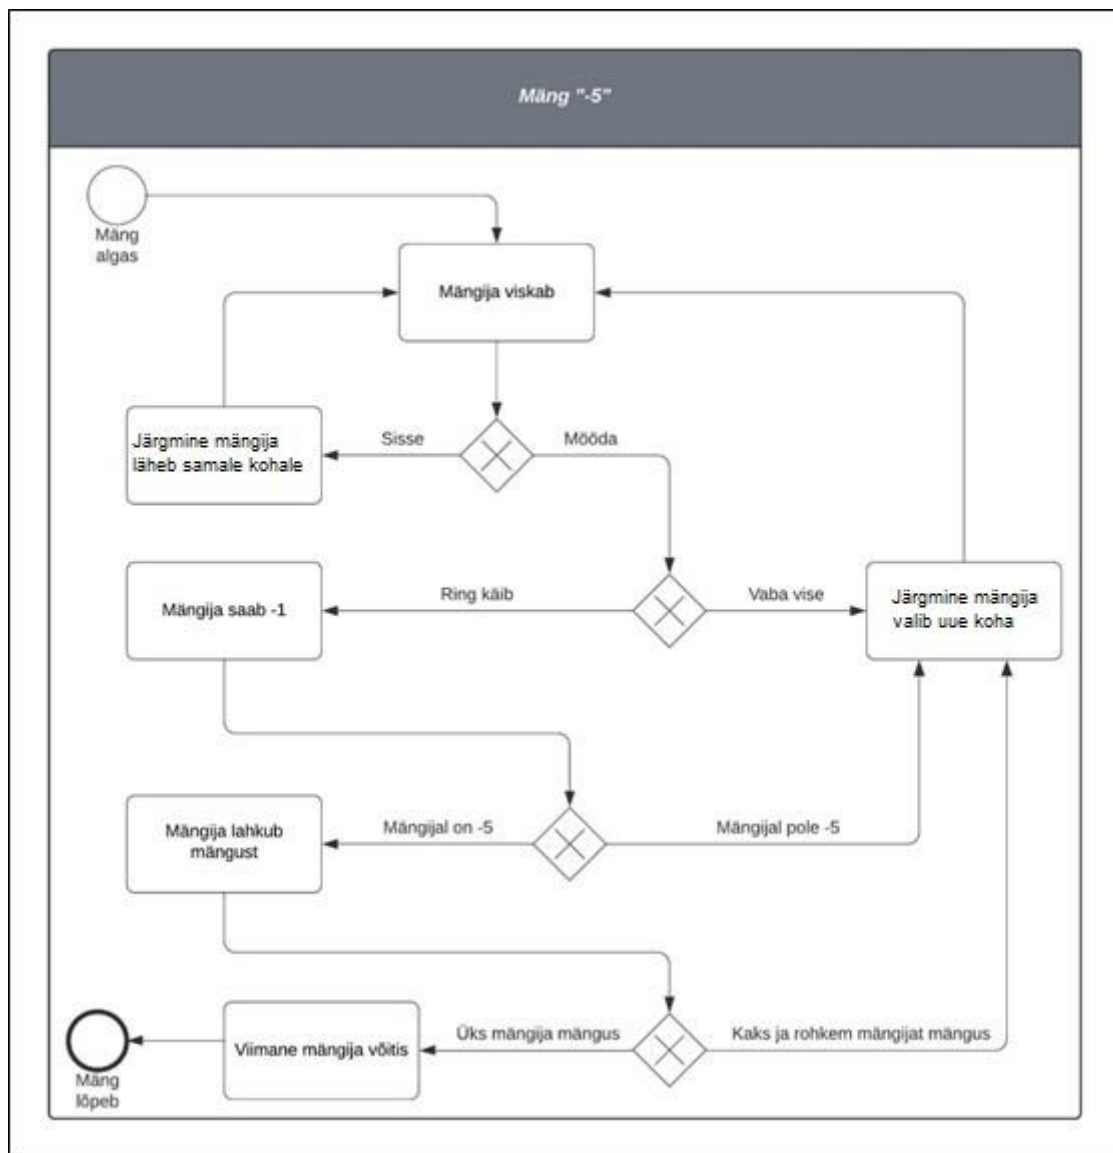 Mäng "-5"
Mäng
algas
Mängija viskab
Järgmine mängija
läheb samale kohale
Sisse
Mööda
Mängija saab -1
Ring käib
Vaba vise
Järgmine mängija
valib uue koha
Mängija lahkub
mängust
Mängijal on -5
Mängijal pole -5
Viimane mängija võitis
Üks mängija mängus
Kaks ja rohkem mängijat mängus
Mäng
lõpeb